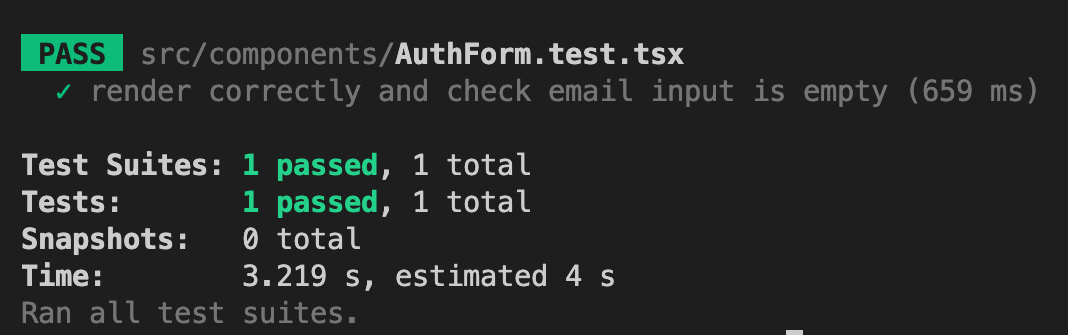 PASS src/components/AuthForm.test.tsx
✓ render correctly and check email input is empty (659 ms)
Test Suites: 1 passed, 1 total
Tests: 1 passed, 1 total
Snapshots: 0 total
Time: 3.219 s, estimated 4 s
Ran all test suites.